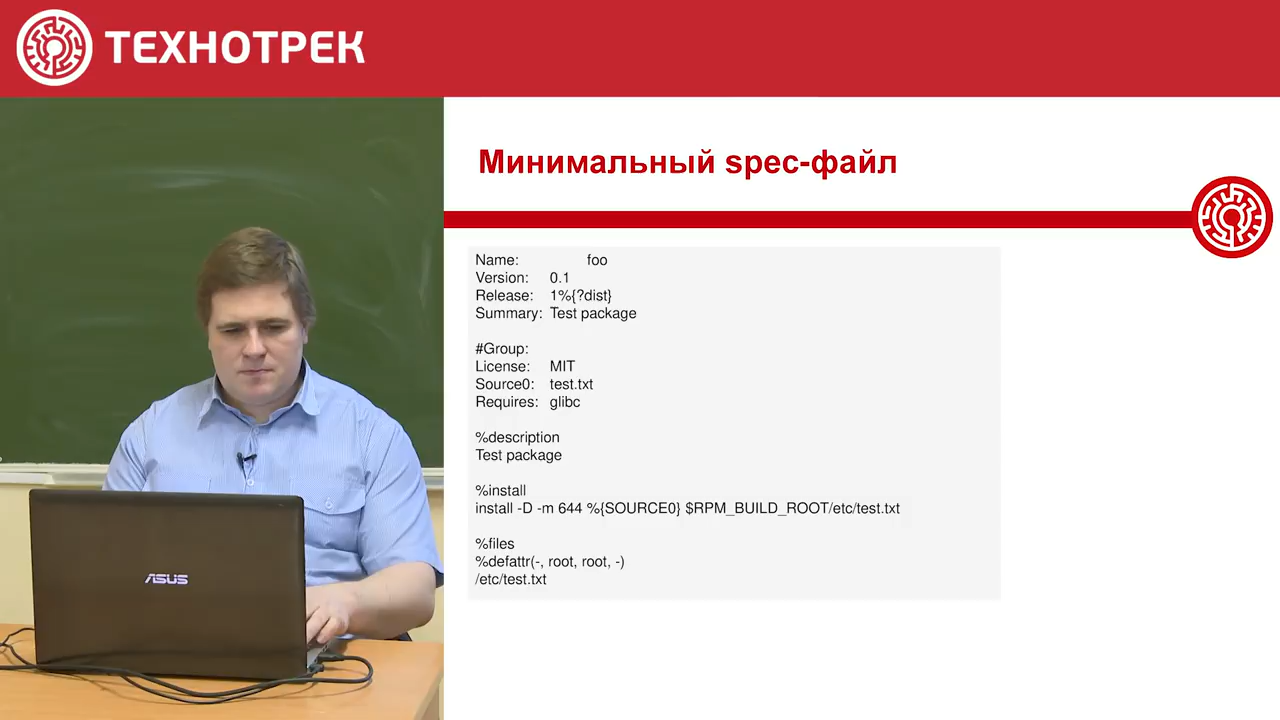 ТЕХНОТРЕК
Минимальный spec-файл
Name: foo
Version: 0.1
Release: 1%{?dist}
Summary: Test package
#Group:
License: MIT
Source0: test.txt
Requires: glibc
%description
Test package
%install
install -D -m 644 %{SOURCE0} $RPM_BUILD_ROOT/etc/test.txt
%files
%defattr(-, root, root, -)
/etc/test.txt
ASUS